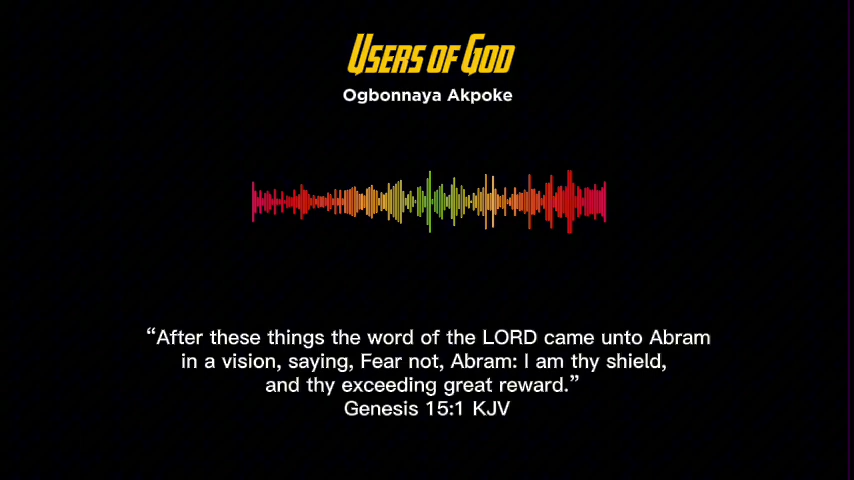 USERS OF GOD
Ogbonnaya Akpoke
“After these things the word of the LORD came unto Abram
in a vision, saying, Fear not, Abram: I am thy shield,
and thy exceeding great reward.”
Genesis 15:1 KJV